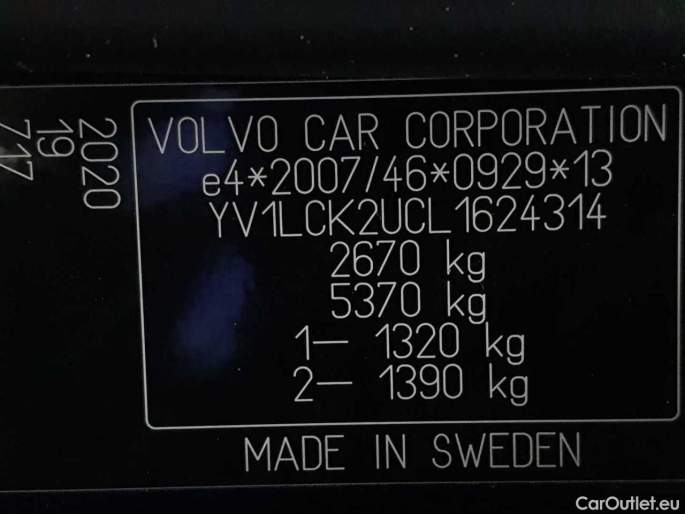 VOLVO CAR CORPORATION
e4*2007/46*0929*13
YV1LCK2UCL1624314
2670 kg
5370 kg
1— 1320 kg
2— 1390 kg
MADE IN SWEDEN
2020
19
717
CarOutlet.eu